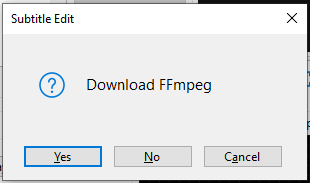 Subtitle Edit
Download FFmpeg
Yes No Cancel